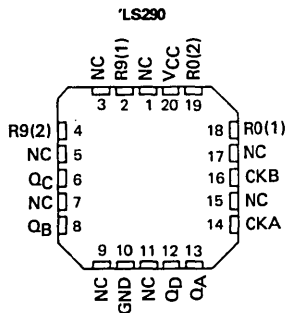 'LS290
NC R9(1) NC VCC R0(2)
3 2 1 20 19
R9(2) 4 18 R0(1)
NC 5 17 NC
QC 6 16 CKB
NC 7 15 NC
QB 8 14 CKA
9 10 11 12 13
NC GND NC QD QA